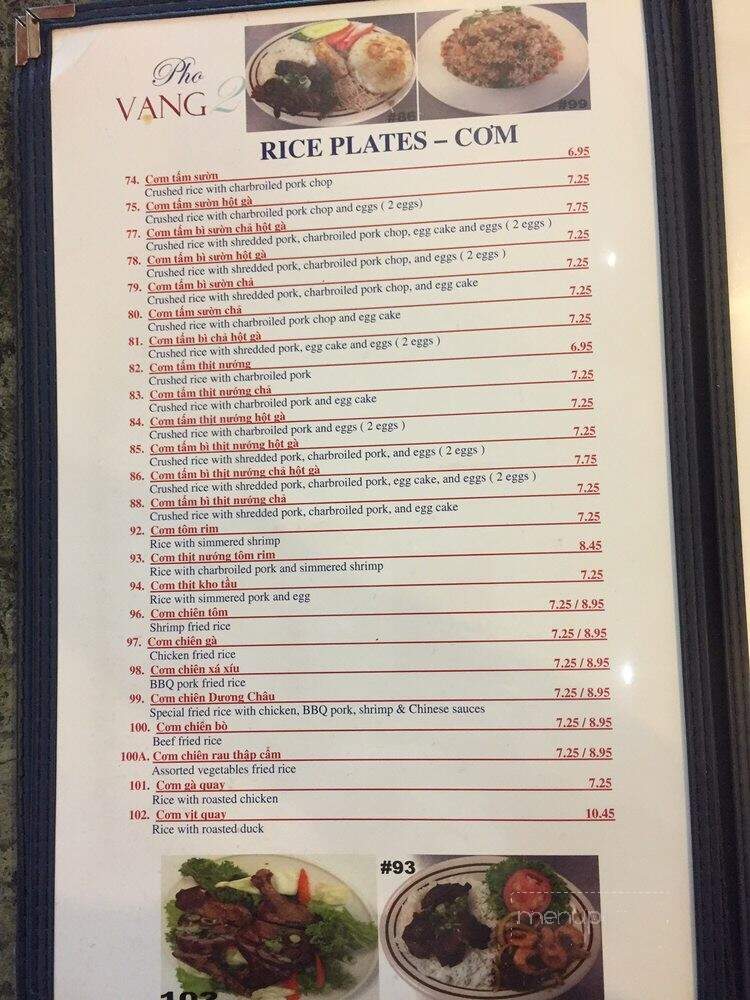 Pho
VANG 2
#86
#99
RICE PLATES – CƠM
74. Cơm tấm sườn 6.95
Crushed rice with charbroiled pork chop
75. Cơm tấm sườn hột gà 7.25
Crushed rice with charbroiled pork chop and eggs ( 2 eggs)
77. Cơm tấm bì sườn chả hột gà 7.75
Crushed rice with shredded pork, charbroiled pork chop, egg cake and eggs ( 2 eggs )
78. Cơm tấm bì sườn hột gà 7.25
Crushed rice with shredded pork, charbroiled pork chop, and eggs ( 2 eggs )
79. Cơm tấm bì sườn chả 7.25
Crushed rice with shredded pork, charbroiled pork chop, and egg cake
80. Cơm tấm sườn chả 7.25
Crushed rice with charbroiled pork chop and egg cake
81. Cơm tấm bì chả hột gà 7.25
Crushed rice with shredded pork, egg cake and eggs ( 2 eggs )
82. Cơm tấm thịt nướng 6.95
Crushed rice with charbroiled pork
83. Cơm tấm thịt nướng chả 7.25
Crushed rice with charbroiled pork and egg cake
84. Cơm tấm thịt nướng hột gà 7.25
Crushed rice with charbroiled pork and eggs ( 2 eggs )
85. Cơm tấm bì thịt nướng hột gà 7.25
Crushed rice with shredded pork, charbroiled pork, and eggs ( 2 eggs )
86. Cơm tấm bì thịt nướng chả hột gà 7.75
Crushed rice with shredded pork, charbroiled pork, egg cake, and eggs ( 2 eggs )
88. Cơm tấm bì thịt nướng chả 7.25
Crushed rice with shredded pork, charbroiled pork, and egg cake
92. Cơm tôm rim 7.25
Rice with simmered shrimp
93. Cơm thịt nướng tôm rim 8.45
Rice with charbroiled pork and simmered shrimp
94. Cơm thịt kho tầu 7.25
Rice with simmered pork and egg
96. Cơm chiên tôm 7.25 / 8.95
Shrimp fried rice
97. Cơm chiên gà 7.25 / 8.95
Chicken fried rice
98. Cơm chiên xá xíu 7.25 / 8.95
BBQ pork fried rice
99. Cơm chiên Dương Châu 7.25 / 8.95
Special fried rice with chicken, BBQ pork, shrimp & Chinese sauces
100. Cơm chiên bò 7.25 / 8.95
Beef fried rice
100A. Cơm chiên rau thập cẩm 7.25 / 8.95
Assorted vegetables fried rice
101. Cơm gà quay 7.25
Rice with roasted chicken
102. Cơm vịt quay 10.45
Rice with roasted duck
#93
menupix